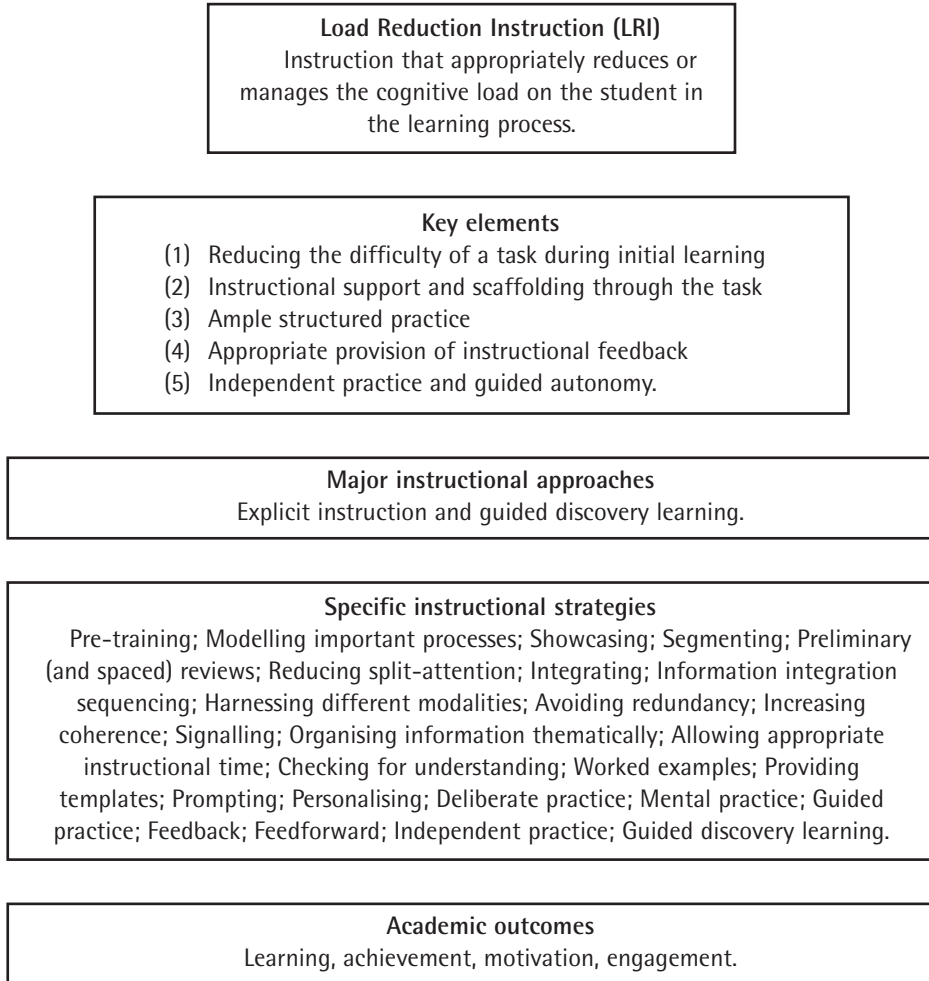 Load Reduction Instruction (LRI)
Instruction that appropriately reduces or
manages the cognitive load on the student in
the learning process.
Key elements
(1) Reducing the difficulty of a task during initial learning
(2) Instructional support and scaffolding through the task
(3) Ample structured practice
(4) Appropriate provision of instructional feedback
(5) Independent practice and guided autonomy.
Major instructional approaches
Explicit instruction and guided discovery learning.
Specific instructional strategies
Pre-training; Modelling important processes; Showcasing; Segmenting; Preliminary
(and spaced) reviews; Reducing split-attention; Integrating; Information integration
sequencing; Harnessing different modalities; Avoiding redundancy; Increasing
coherence; Signalling; Organising information thematically; Allowing appropriate
instructional time; Checking for understanding; Worked examples; Providing
templates; Prompting; Personalising; Deliberate practice; Mental practice; Guided
practice; Feedback; Feedforward; Independent practice; Guided discovery learning.
Academic outcomes
Learning, achievement, motivation, engagement.